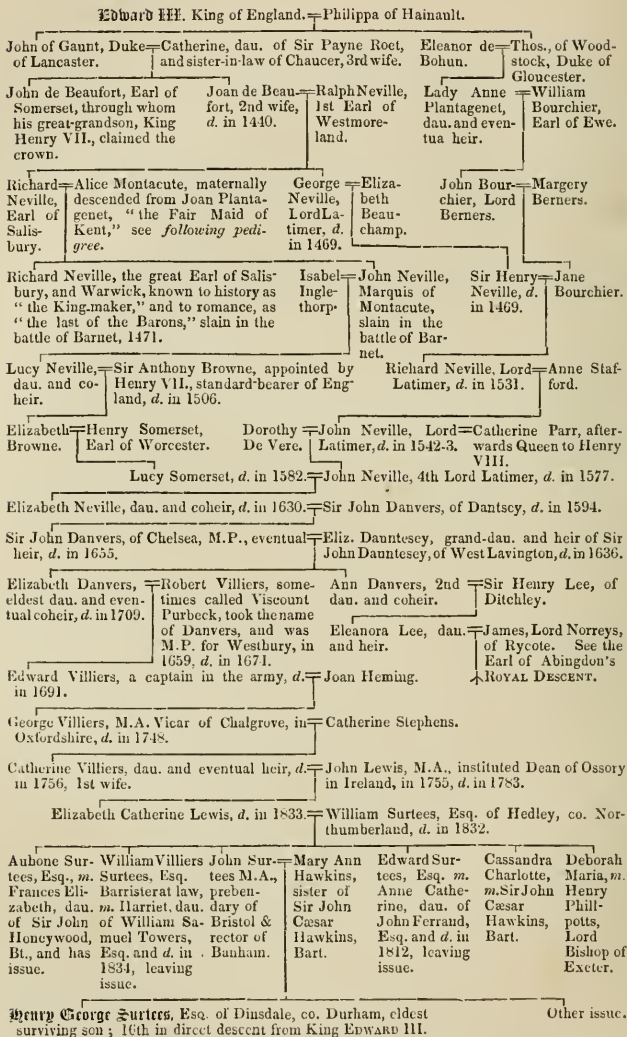 Edward III. King of England.=Philippa of Hainault.
John of Gaunt, Duke=Catherine, dau. of Sir Payne Roet,
of Lancaster. and sister-in-law of Chaucer, 3rd wife.
Eleanor de=Thos., of Wood-
Bohun. stock, Duke of
Gloucester.
John de Beaufort, Earl of
Somerset, through whom
his great-grandson, King
Henry VII., claimed the
crown.
Joan de Beau-=Ralph Neville,
fort, 2nd wife, 1st Earl of
d. in 1440. Westmore-
land.
Lady Anne=William
Plantagenet, Bourchier,
dau. and even- Earl of Ewe.
tua heir.
Richard=Alice Montacute, maternally
Neville, descended from Joan Planta-
Earl of genet, "the Fair Maid of
Salis- Kent," see following pedi-
bury. gree.
George=Eliza-
Neville, beth
Lord La- Beau-
timer, d. champ.
in 1469.
John Bour-=Margery
chier, Lord Berners.
Berners.
Richard Neville, the great Earl of Salis-
bury, and Warwick, known to history as
"the King-maker," and to romance, as
"the last of the Barons," slain in the
battle of Barnet, 1471.
Isabel=John Neville,
Ingle- Marquis of
thorp. Montacute,
slain in the
battle of Bar-
net.
Sir Henry=Jane
Neville, d. Bourchier.
in 1469.
Lucy Neville,=Sir Anthony Browne, appointed by
dau. and co- Henry VII., standard-bearer of Eng-
heir. land, d. in 1506.
Richard Neville, Lord=Anne Staf-
Latimer, d. in 1531. ford.
Elizabeth=Henry Somerset,
Browne. Earl of Worcester.
Dorothy=John Neville, Lord=Catherine Parr, after-
De Vere. Latimer, d. in 1542-3. wards Queen to Henry
VIII.
Lucy Somerset, d. in 1582.=John Neville, 4th Lord Latimer, d. in 1577.
Elizabeth Neville, dau. and coheir, d. in 1630.=Sir John Danvers, of Dantsey, d. in 1594.
Sir John Danvers, of Chelsea, M.P., eventual=Eliz. Dauntesey, grand-dau. and heir of Sir
heir, d. in 1655. John Dauntesey, of West Lavington, d. in 1636.
Elizabeth Danvers,=Robert Villiers, some-
eldest dau. and even- times called Viscount
tual coheir, d. in 1709. Purbeck, took the name
of Danvers, and was
M.P. for Westbury, in
1659, d. in 1674.
Ann Danvers, 2nd=Sir Henry Lee, of
dau. and coheir. Ditchley.
Eleanora Lee, dau.=James, Lord Norreys,
and heir. of Rycote. See the
Earl of Abingdon's
ROYAL DESCENT.
Edward Villiers, a captain in the army, d.=Joan Heming.
in 1691.
George Villiers, M.A. Vicar of Chalgrove, in=Catherine Stephens.
Oxfordshire, d. in 1748.
Catherine Villiers, dau. and eventual heir, d.=John Lewis, M.A., instituted Dean of Ossory
in 1756, 1st wife. in Ireland, in 1755, d. in 1783.
Elizabeth Catherine Lewis, d. in 1833.=William Surtees, Esq. of Hedley, co. Nor-
thumberland, d. in 1832.
Aubone Sur-
tees, Esq., m.
Frances Eli-
zabeth, dau.
of Sir John
Honeywood,
Bt., and has
issue.
William Villiers
Surtees, Esq.
Barrister at law,
m. Harriet, dau.
of William Sa-
muel Towers,
Esq. and d. in
1834, leaving
issue.
John Sur-=Mary Ann
tees M.A., Hawkins,
preben- sister of
dary of Sir John
Bristol & Cæsar
rector of Hawkins,
Banham. Bart.
Edward Sur-
tees, Esq. m.
Anne Cathe-
rine, dau. of
John Ferrand,
Esq. and d. in
1812, leaving
issue.
Cassandra
Charlotte,
m. Sir John
Cæsar
Hawkins,
Bart.
Deborah
Maria, m.
Henry
Phill-
potts,
Lord
Bishop of
Exeter.
Henry George Surtees, Esq. of Dinsdale, co. Durham, eldest
surviving son; 16th in direct descent from King EDWARD III.
Other issue.